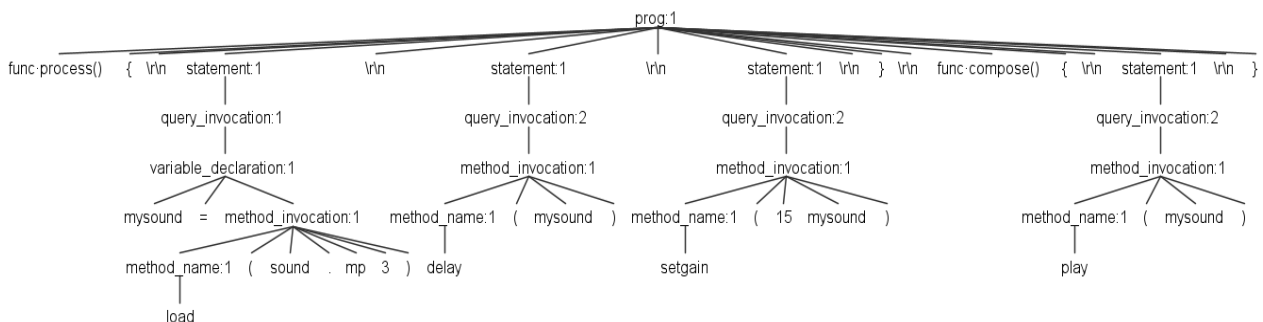 prog:1
func·process() { \r\n statement:1 \r\n statement:1 \r\n statement:1 \r\n } \r\n func·compose() { \r\n statement:1 \r\n }
query_invocation:1 query_invocation:2 query_invocation:2 query_invocation:2
variable_declaration:1 method_invocation:1 method_invocation:1 method_invocation:1
mysound = method_invocation:1 method_name:1 ( mysound ) method_name:1 ( 15 mysound ) method_name:1 ( mysound )
method_name:1 ( sound . mp 3 ) delay setgain play
load